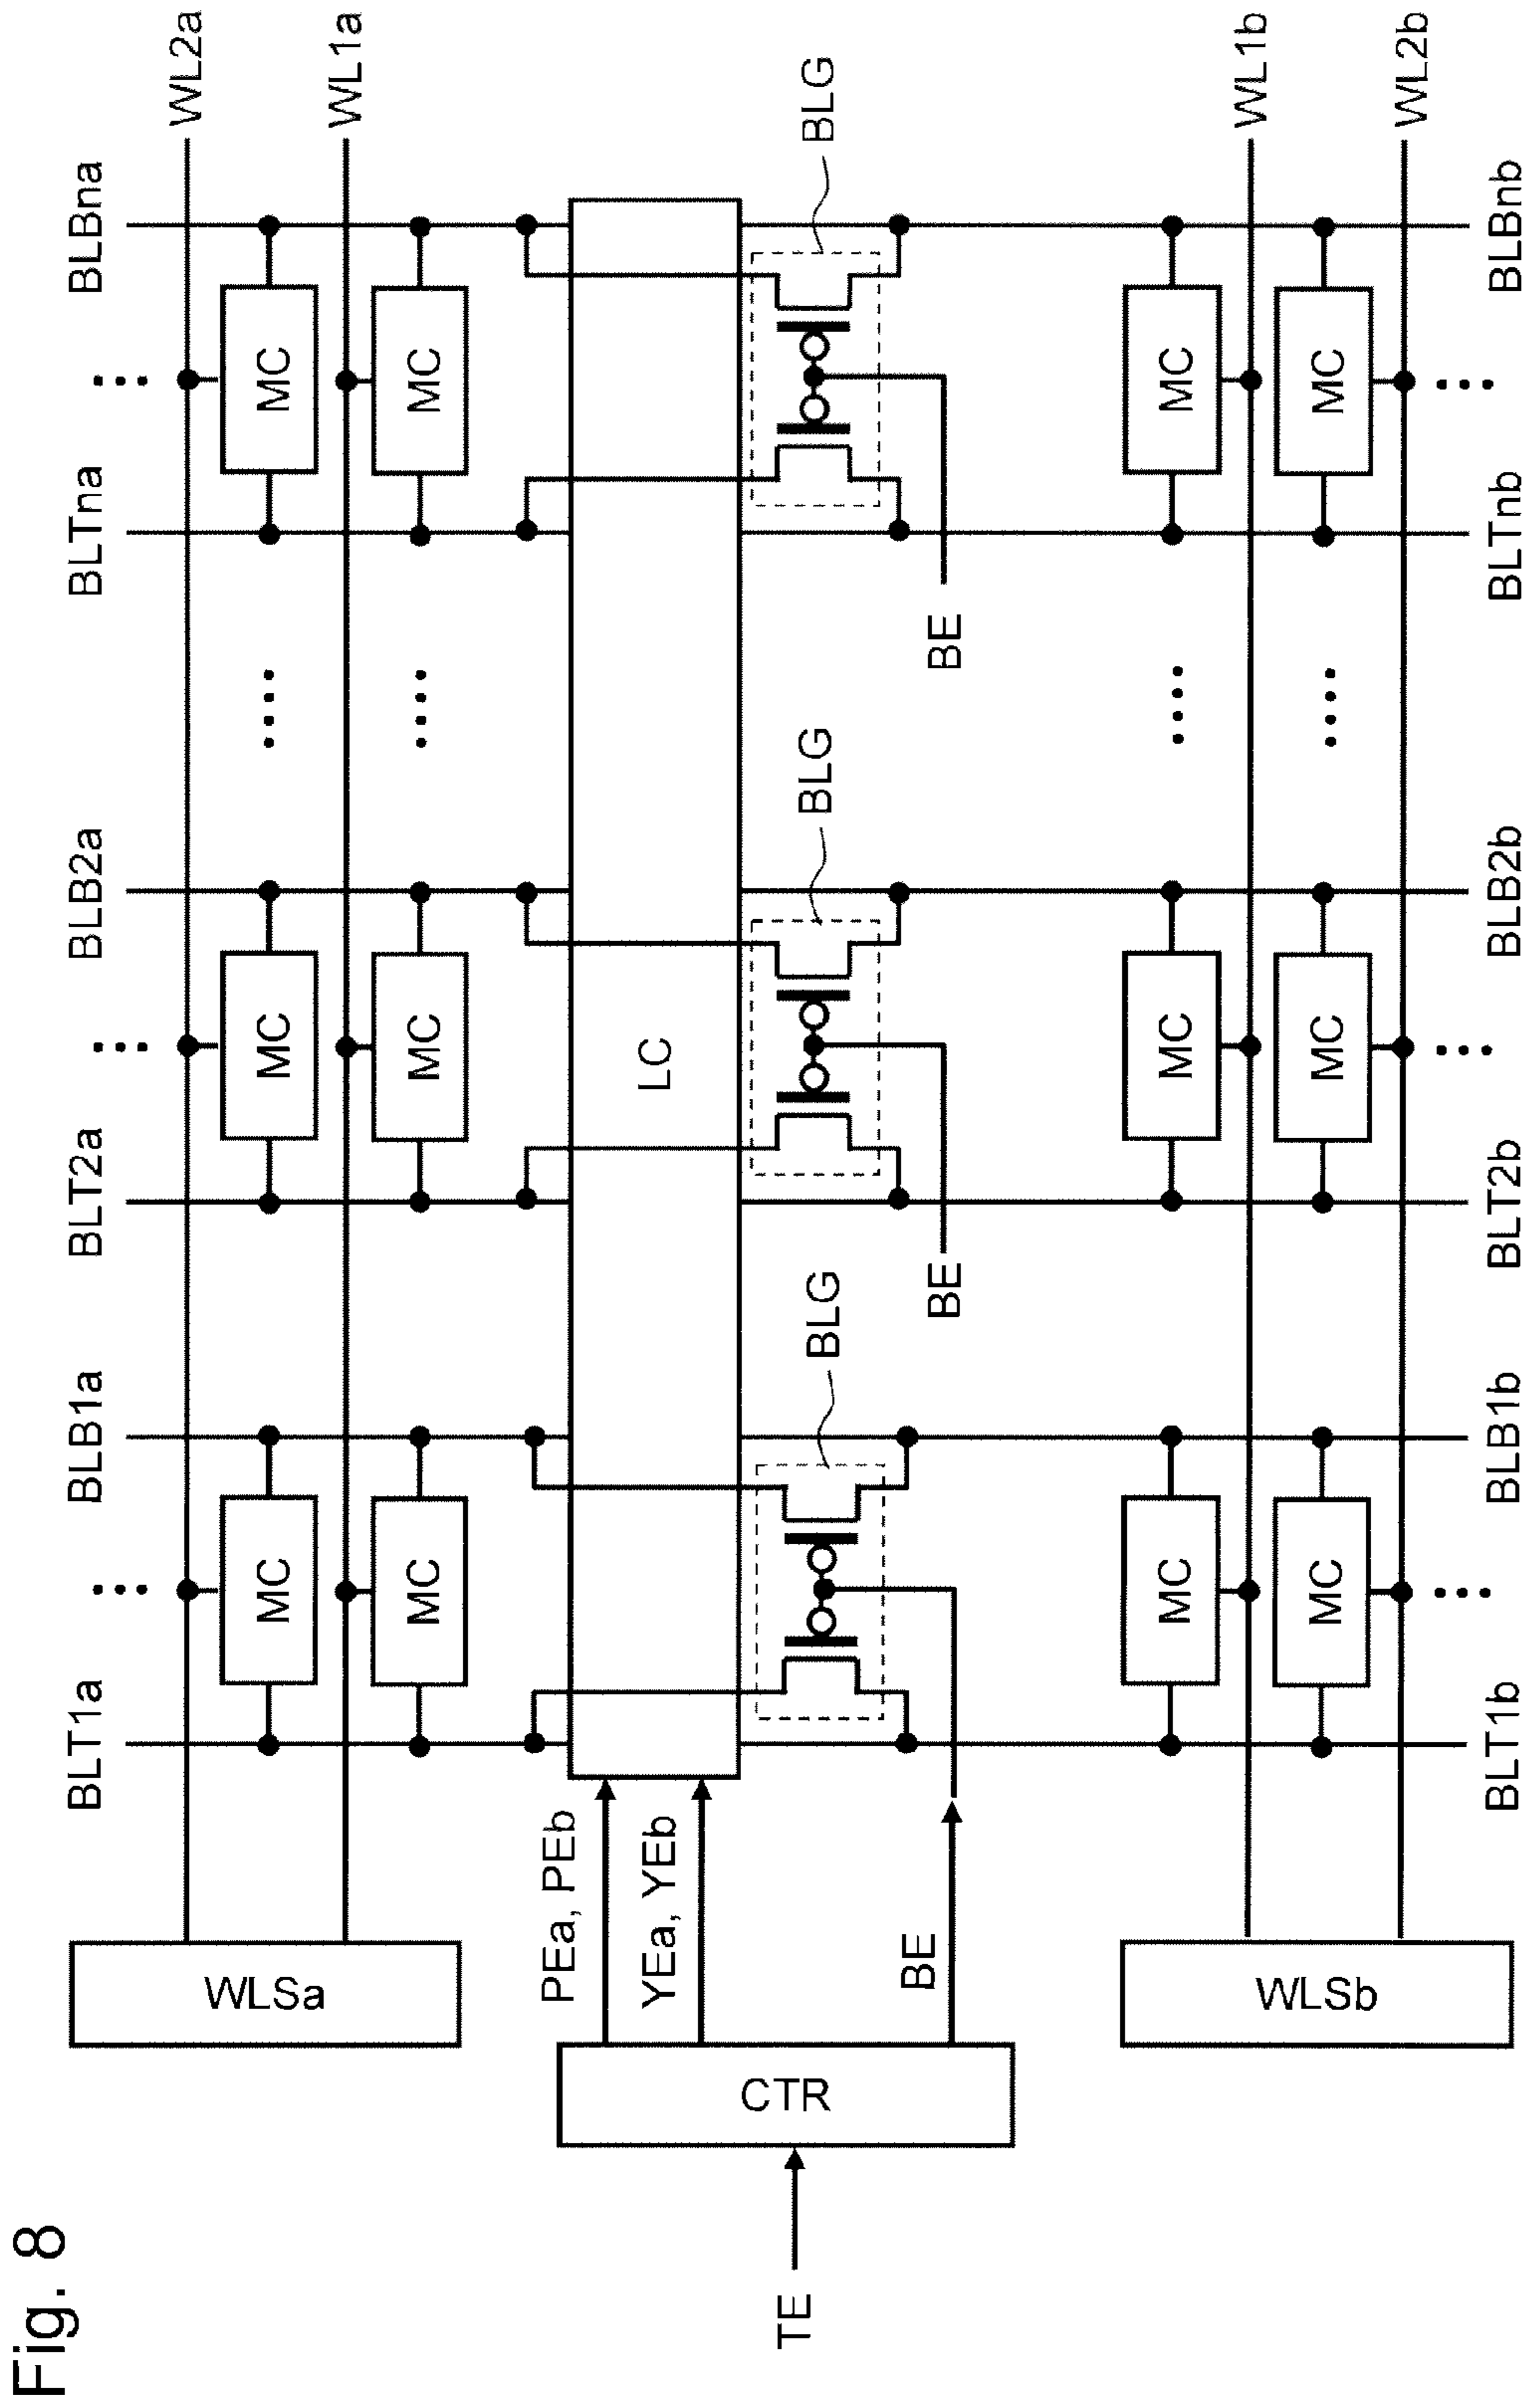 Fig. 8
BLT1a BLB1a BLT2a BLB2a BLTna BLBna
WL2a
MC MC MC
WLSa
WL1a
MC MC MC
PEa, PEb
YEa, YEb
LC
TE
CTR
BLG BLG BLG
BE BE BE
MC MC MC
WL1b
WLSb
MC MC MC
WL2b
BLT1b BLB1b BLT2b BLB2b BLTnb BLBnb